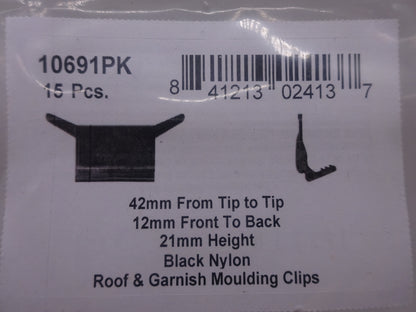 10691PK
15 Pcs.
8 41213 02413 7
42mm From Tip to Tip
12mm Front To Back
21mm Height
Black Nylon
Roof & Garnish Moulding Clips